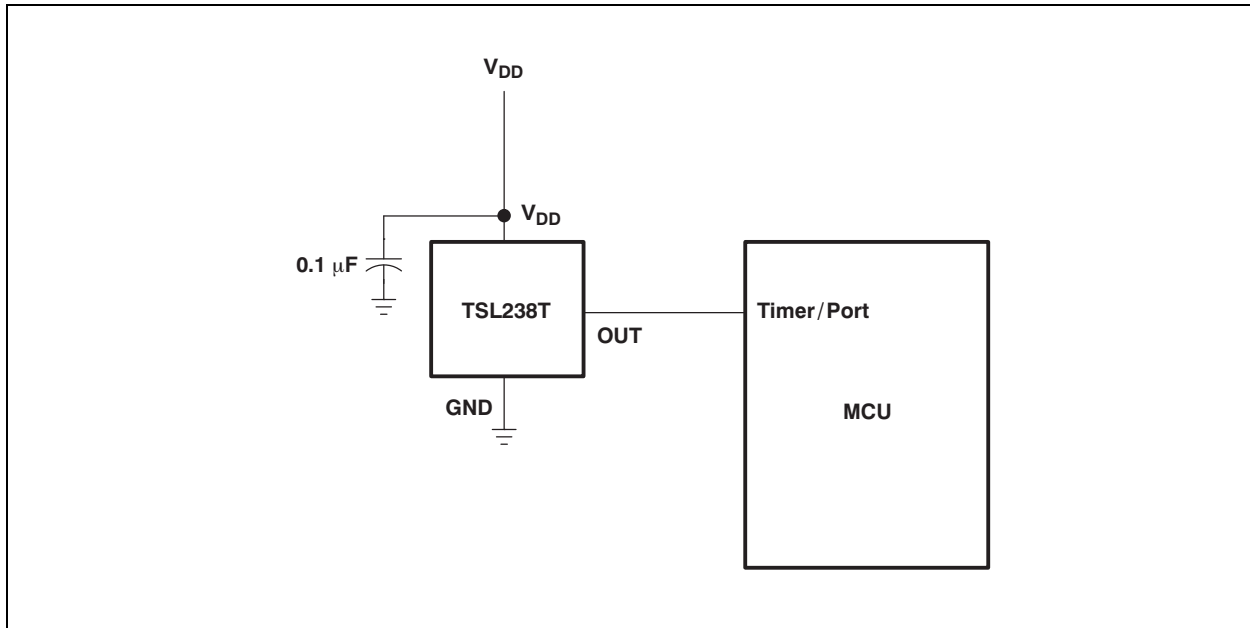 VDD
VDD
0.1 μF
TSL238T
OUT
Timer/Port
GND
MCU